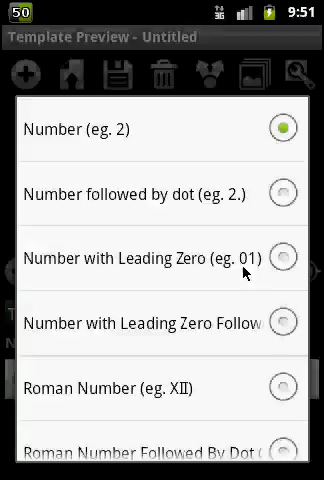 50
3G
9:51
Template Preview - Untitled
Number (eg. 2)
Number followed by dot (eg. 2.)
Number with Leading Zero (eg. 01)
Number with Leading Zero Follow
Roman Number (eg. XII)
Roman Number Followed By Dot (